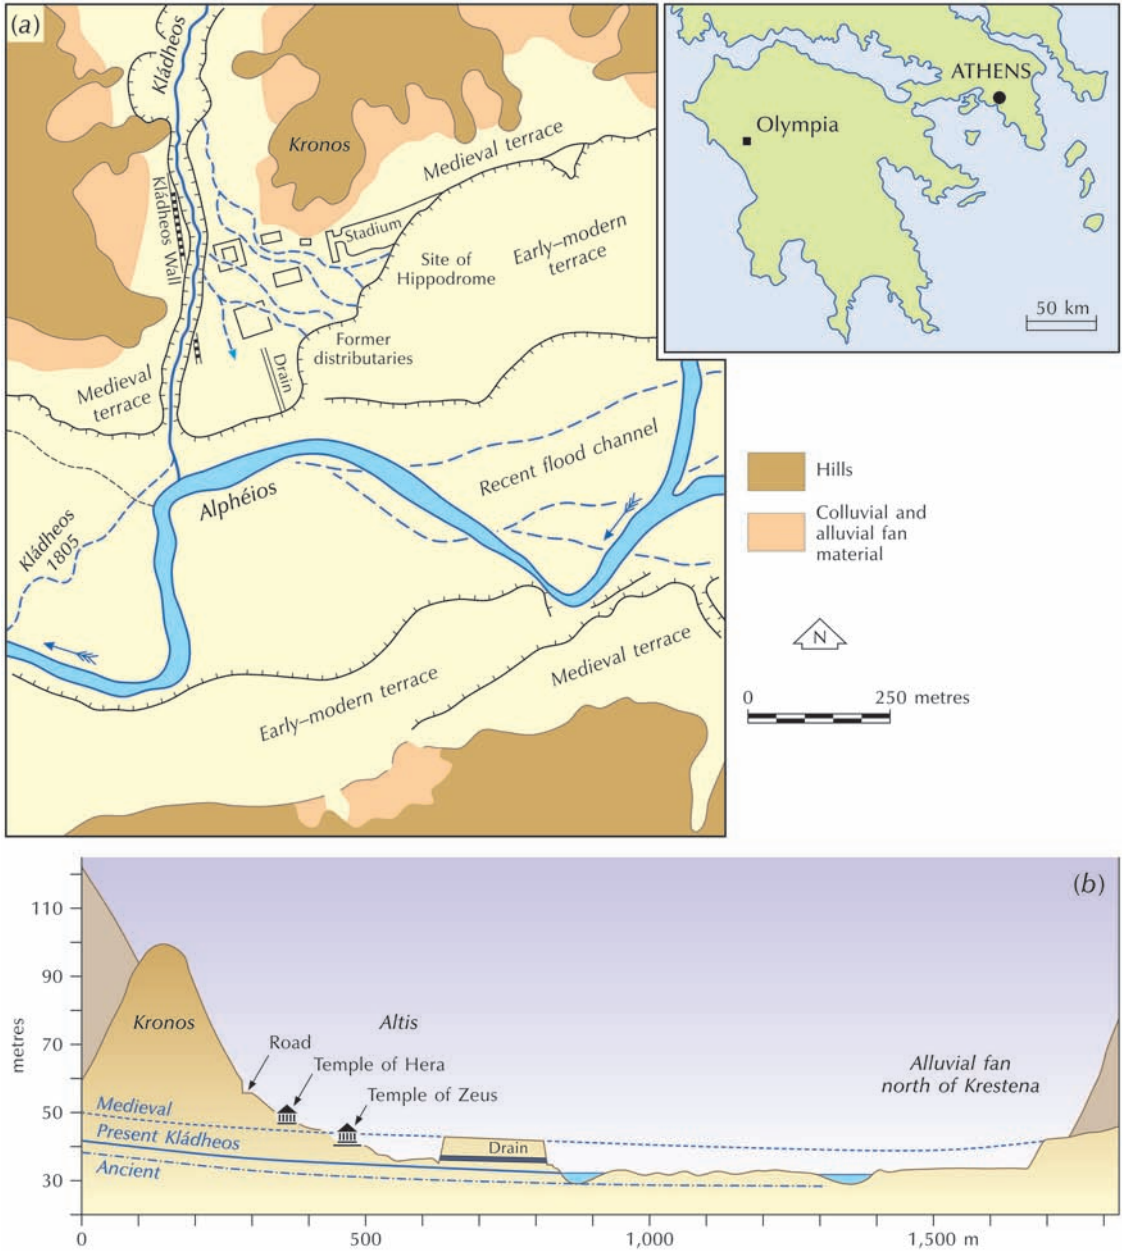 (a)
Kládheos
Kronos
Medieval terrace
Kládheos Wall
Stadium
Site of
Hippodrome
Early–modern
terrace
Former
distributaries
Drain
Medieval
terrace
Recent flood channel
Alphéios
Kládheos
1805
Early–modern terrace
Medieval terrace
ATHENS
Olympia
50 km
Hills
Colluvial and
alluvial fan
material
N
0 250 metres
(b)
metres
110
90
70
50
30
Kronos
Altis
Road
Temple of Hera
Temple of Zeus
Alluvial fan
north of Krestena
Medieval
Present Kládheos
Ancient
Drain
0 500 1,000 1,500 m